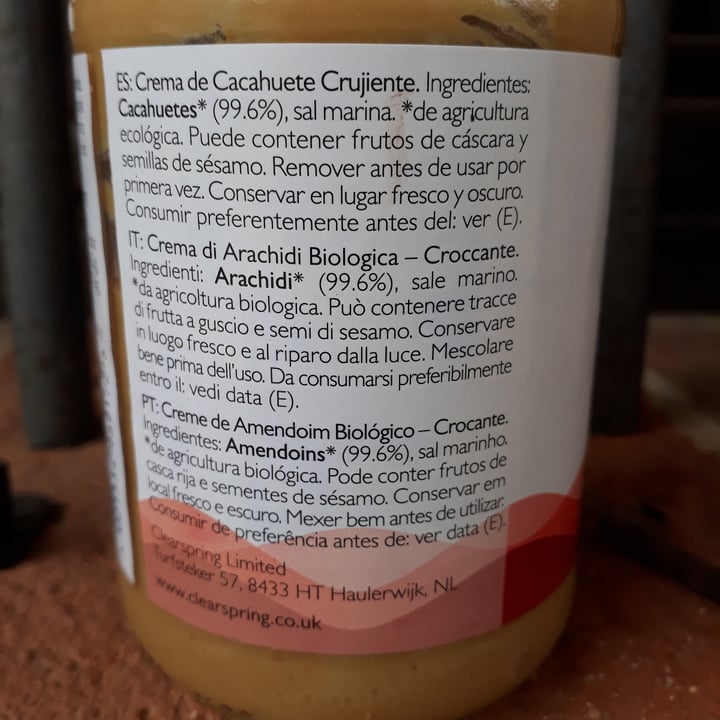 ES: Crema de Cacahuete Crujiente. Ingredientes:
Cacahuetes* (99.6%), sal marina. *de agricultura
ecológica. Puede contener frutos de cáscara y
semillas de sésamo. Remover antes de usar por
primera vez. Conservar en lugar fresco y oscuro.
Consumir preferentemente antes del: ver (E).
IT: Crema di Arachidi Biologica – Croccante.
Ingredienti: Arachidi* (99.6%), sale marino.
*da agricoltura biologica. Può contenere tracce
di frutta a guscio e semi di sesamo. Conservare
in luogo fresco e al riparo dalla luce. Mescolare
bene prima dell'uso. Da consumarsi preferibilmente
entro il: vedi data (E).
PT: Creme de Amendoim Biológico – Crocante.
Ingredientes: Amendoins* (99.6%), sal marinho.
*de agricultura biológica. Pode conter frutos de
casca rija e sementes de sésamo. Conservar em
local fresco e escuro. Mexer bem antes de utilizar.
Consumir de preferência antes de: ver data (E).
Clearspring Limited
Turfsteker 57, 8433 HT Haulerwijk, NL
www.clearspring.co.uk